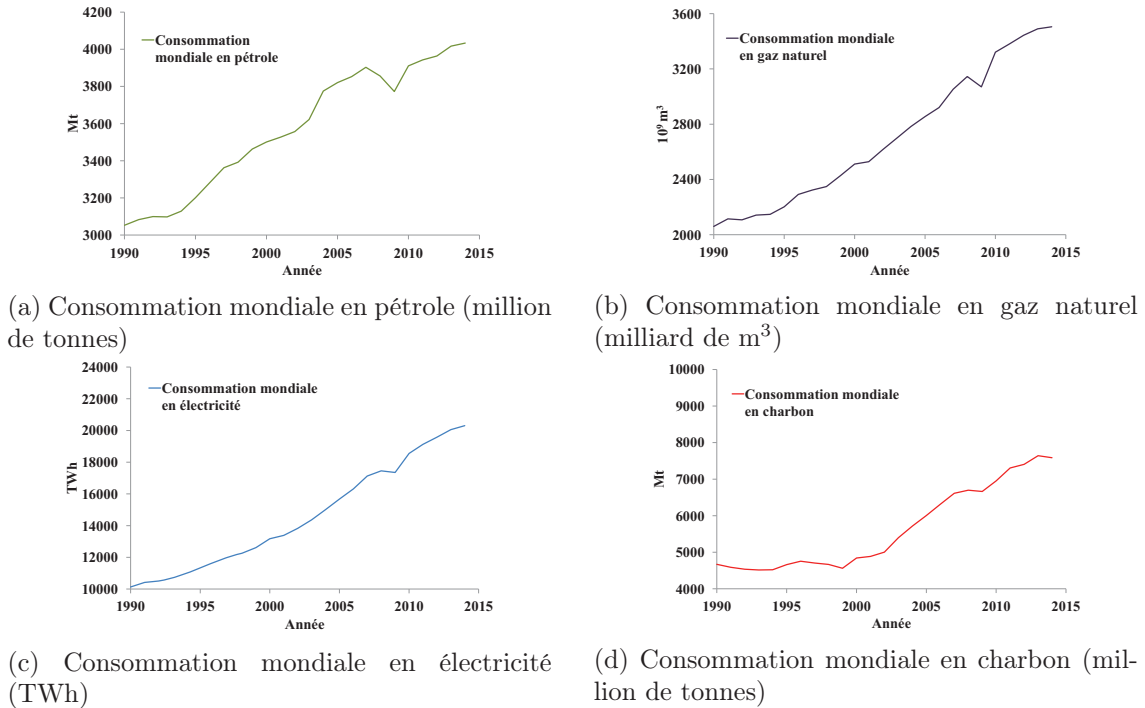 4200
4000
3800
3600
3400
3200
3000
Mt
Consommation
mondiale en pétrole
1990 1995 2000 2005 2010 2015
Année
(a) Consommation mondiale en pétrole (million
de tonnes)
3600
3200
2800
2400
2000
10⁹ m³
Consommation mondiale
en gaz naturel
1990 1995 2000 2005 2010 2015
Année
(b) Consommation mondiale en gaz naturel
(milliard de m³)
24000
22000
20000
18000
16000
14000
12000
10000
TWh
Consommation mondiale
en électricité
1990 1995 2000 2005 2010 2015
Année
(c) Consommation mondiale en électricité
(TWh)
10000
9000
8000
7000
6000
5000
4000
Mt
Consommation mondiale
en charbon
1990 1995 2000 2005 2010 2015
Année
(d) Consommation mondiale en charbon (mil-
lion de tonnes)